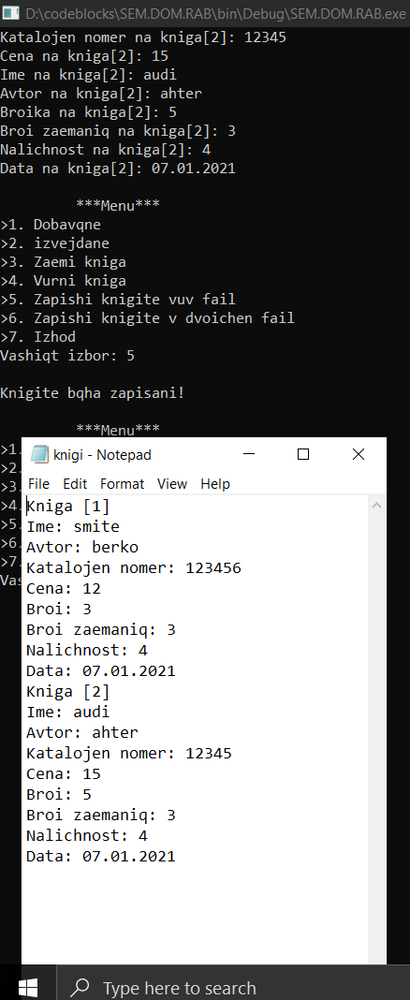 D:\codeblocks\SEM.DOM.RAB\bin\Debug\SEM.DOM.RAB.exe
Katalojen nomer na kniga[2]: 12345
Cena na kniga[2]: 15
Ime na kniga[2]: audi
Avtor na kniga[2]: ahter
Broika na kniga[2]: 5
Broi zaemaniq na kniga[2]: 3
Nalichnost na kniga[2]: 4
Data na kniga[2]: 07.01.2021
***Menu***
>1. Dobavqne
>2. izvejdane
>3. Zaemi kniga
>4. Vurni kniga
>5. Zapishi knigite vuv fail
>6. Zapishi knigite v dvoichen fail
>7. Izhod
Vashiqt izbor: 5
Knigite bqha zapisani!
***Menu***
>1.
>2.
>3.
>4.
>5.
>6.
>7.
knigi - Notepad
File Edit Format View Help
Kniga [1]
Ime: smite
Avtor: berko
Katalojen nomer: 123456
Cena: 12
Broi: 3
Broi zaemaniq: 3
Nalichnost: 4
Data: 07.01.2021
Kniga [2]
Ime: audi
Avtor: ahter
Katalojen nomer: 12345
Cena: 15
Broi: 5
Broi zaemaniq: 3
Nalichnost: 4
Data: 07.01.2021
Type here to search